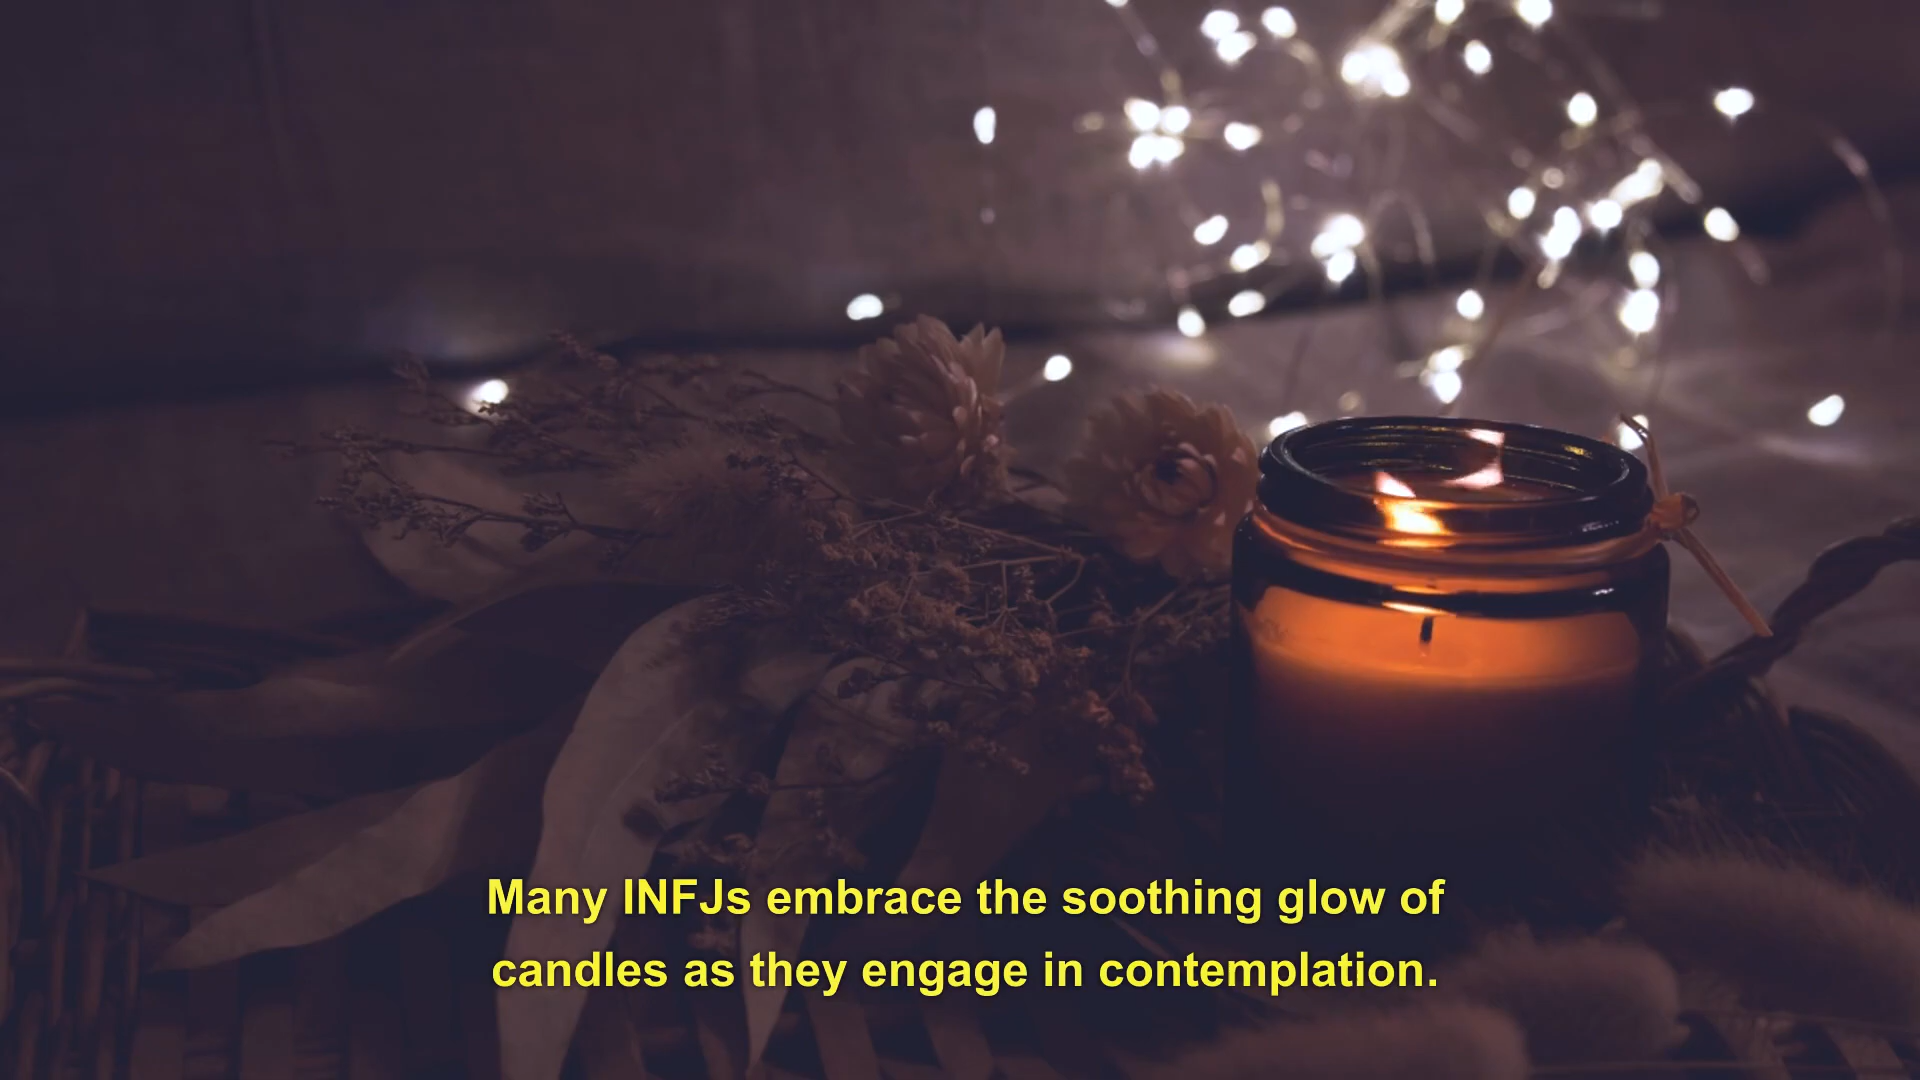 Many INFJs embrace the soothing glow of
candles as they engage in contemplation.